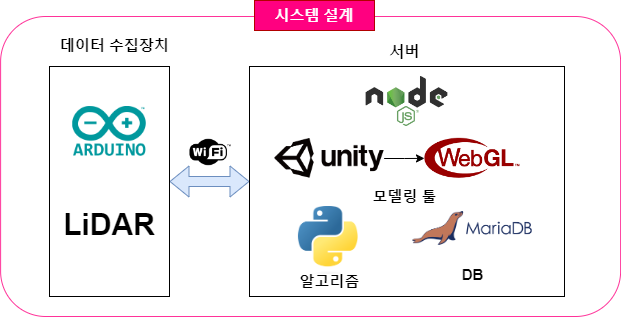 시스템 설계
데이터 수집장치
서버
ARDUINO
LiDAR
WiFi
node
JS
unity
WebGL
모델링 툴
알고리즘
MariaDB
DB